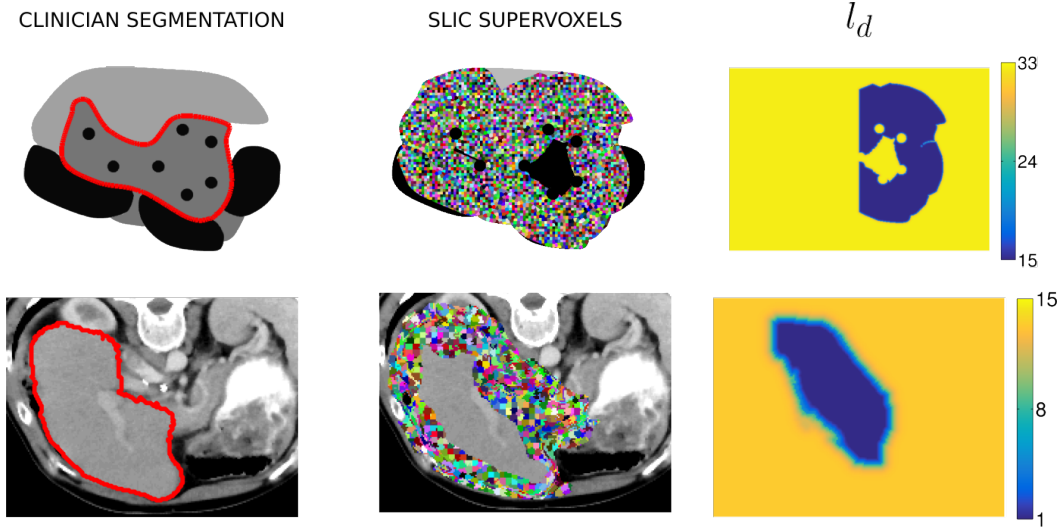 CLINICIAN SEGMENTATION
SLIC SUPERVOXELS
l_d
33
24
15
15
8
1